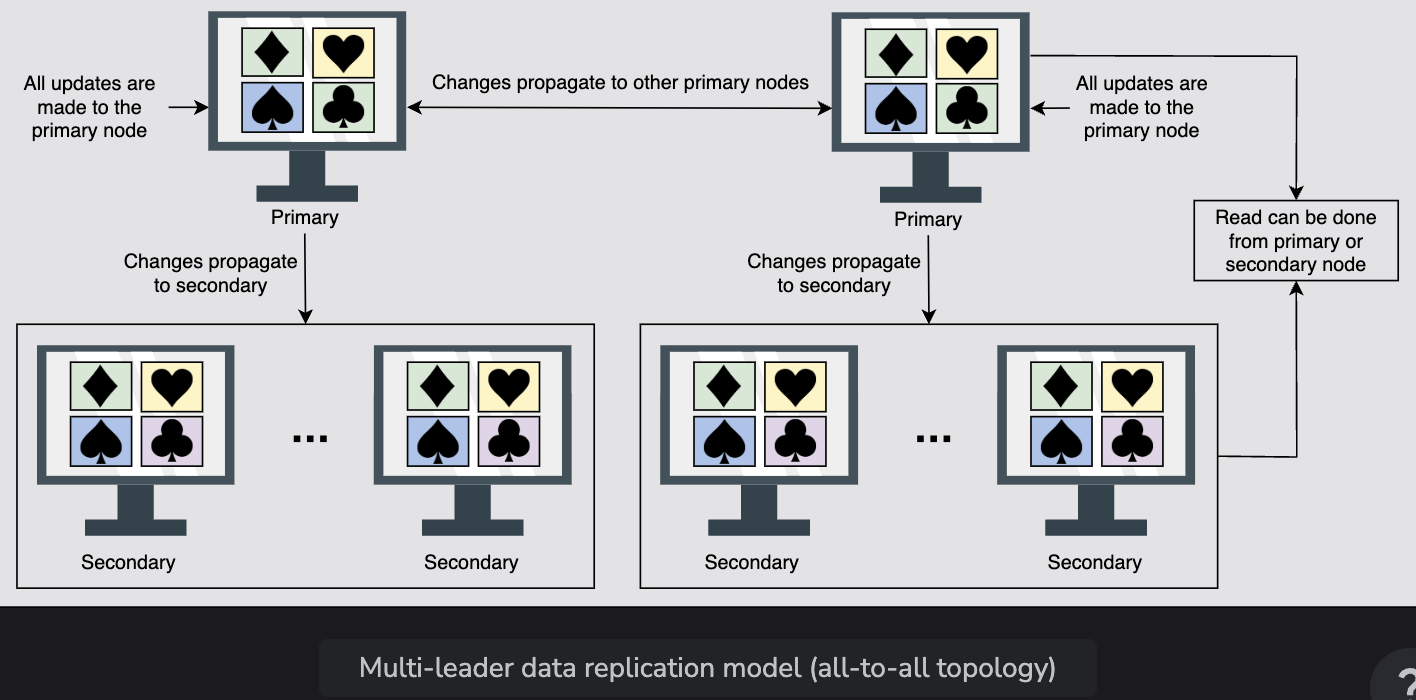 All updates are
made to the
primary node
Changes propagate to other primary nodes
All updates are
made to the
primary node
Primary
Primary
Read can be done
from primary or
secondary node
Changes propagate
to secondary
Changes propagate
to secondary
...
...
Secondary
Secondary
Secondary
Secondary
Multi-leader data replication model (all-to-all topology)
?